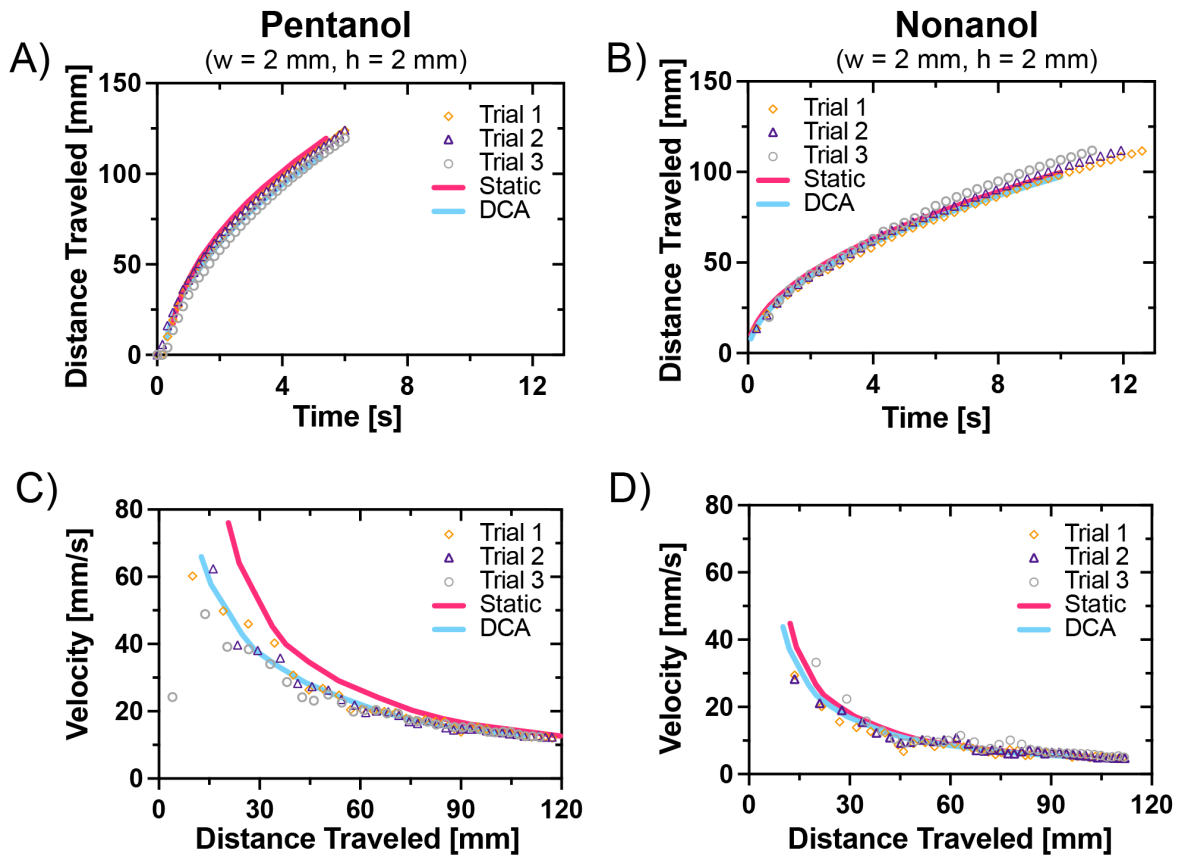 Pentanol
(w = 2 mm, h = 2 mm)
A)
Distance Traveled [mm]
150
100
50
0
Trial 1
Trial 2
Trial 3
Static
DCA
0 4 8 12
Time [s]
Nonanol
(w = 2 mm, h = 2 mm)
B)
Distance Traveled [mm]
150
100
50
0
Trial 1
Trial 2
Trial 3
Static
DCA
0 4 8 12
Time [s]
C)
Velocity [mm/s]
80
60
40
20
0
Trial 1
Trial 2
Trial 3
Static
DCA
0 30 60 90 120
Distance Traveled [mm]
D)
Velocity [mm/s]
80
60
40
20
0
Trial 1
Trial 2
Trial 3
Static
DCA
0 30 60 90 120
Distance Traveled [mm]